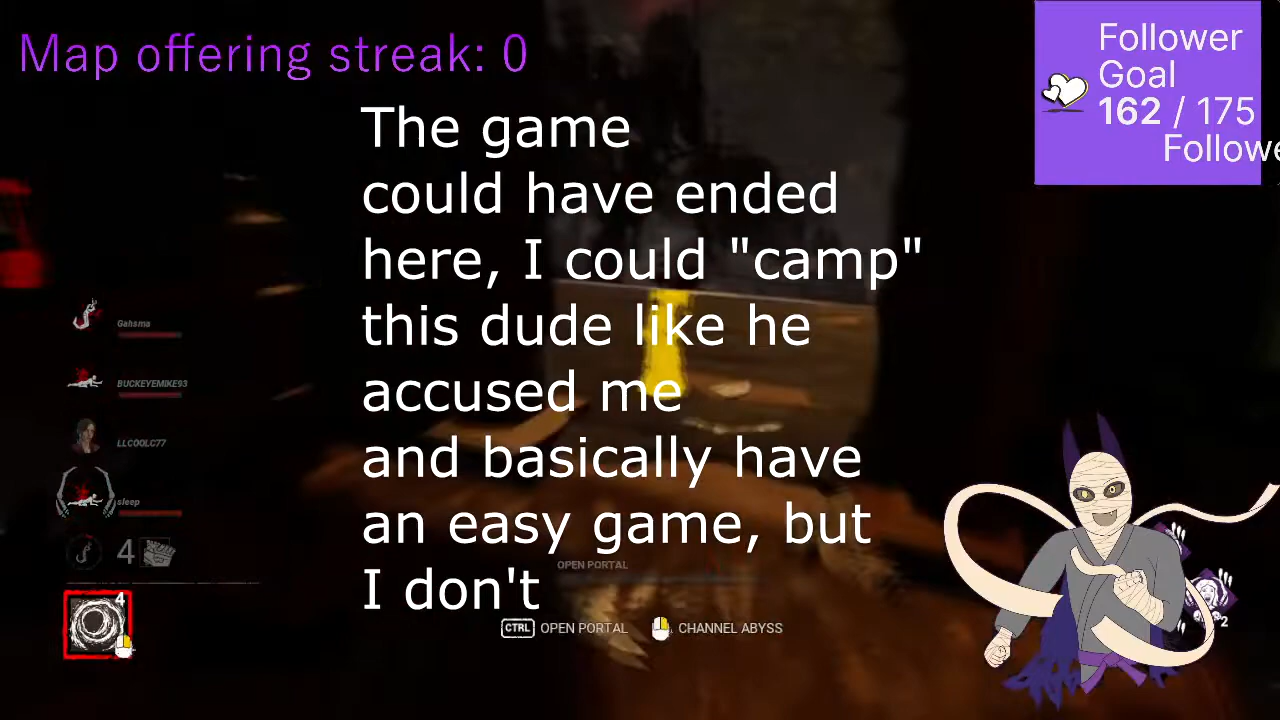 Map offering streak: 0
Follower
Goal
162 / 175
Followe
The game
could have ended
here, I could "camp"
this dude like he
accused me
and basically have
an easy game, but
I don't
Gahsma
BUCKEYEMIKE93
LLCOOLC77
sleep
4
OPEN PORTAL
4
CTRL OPEN PORTAL CHANNEL ABYSS
2